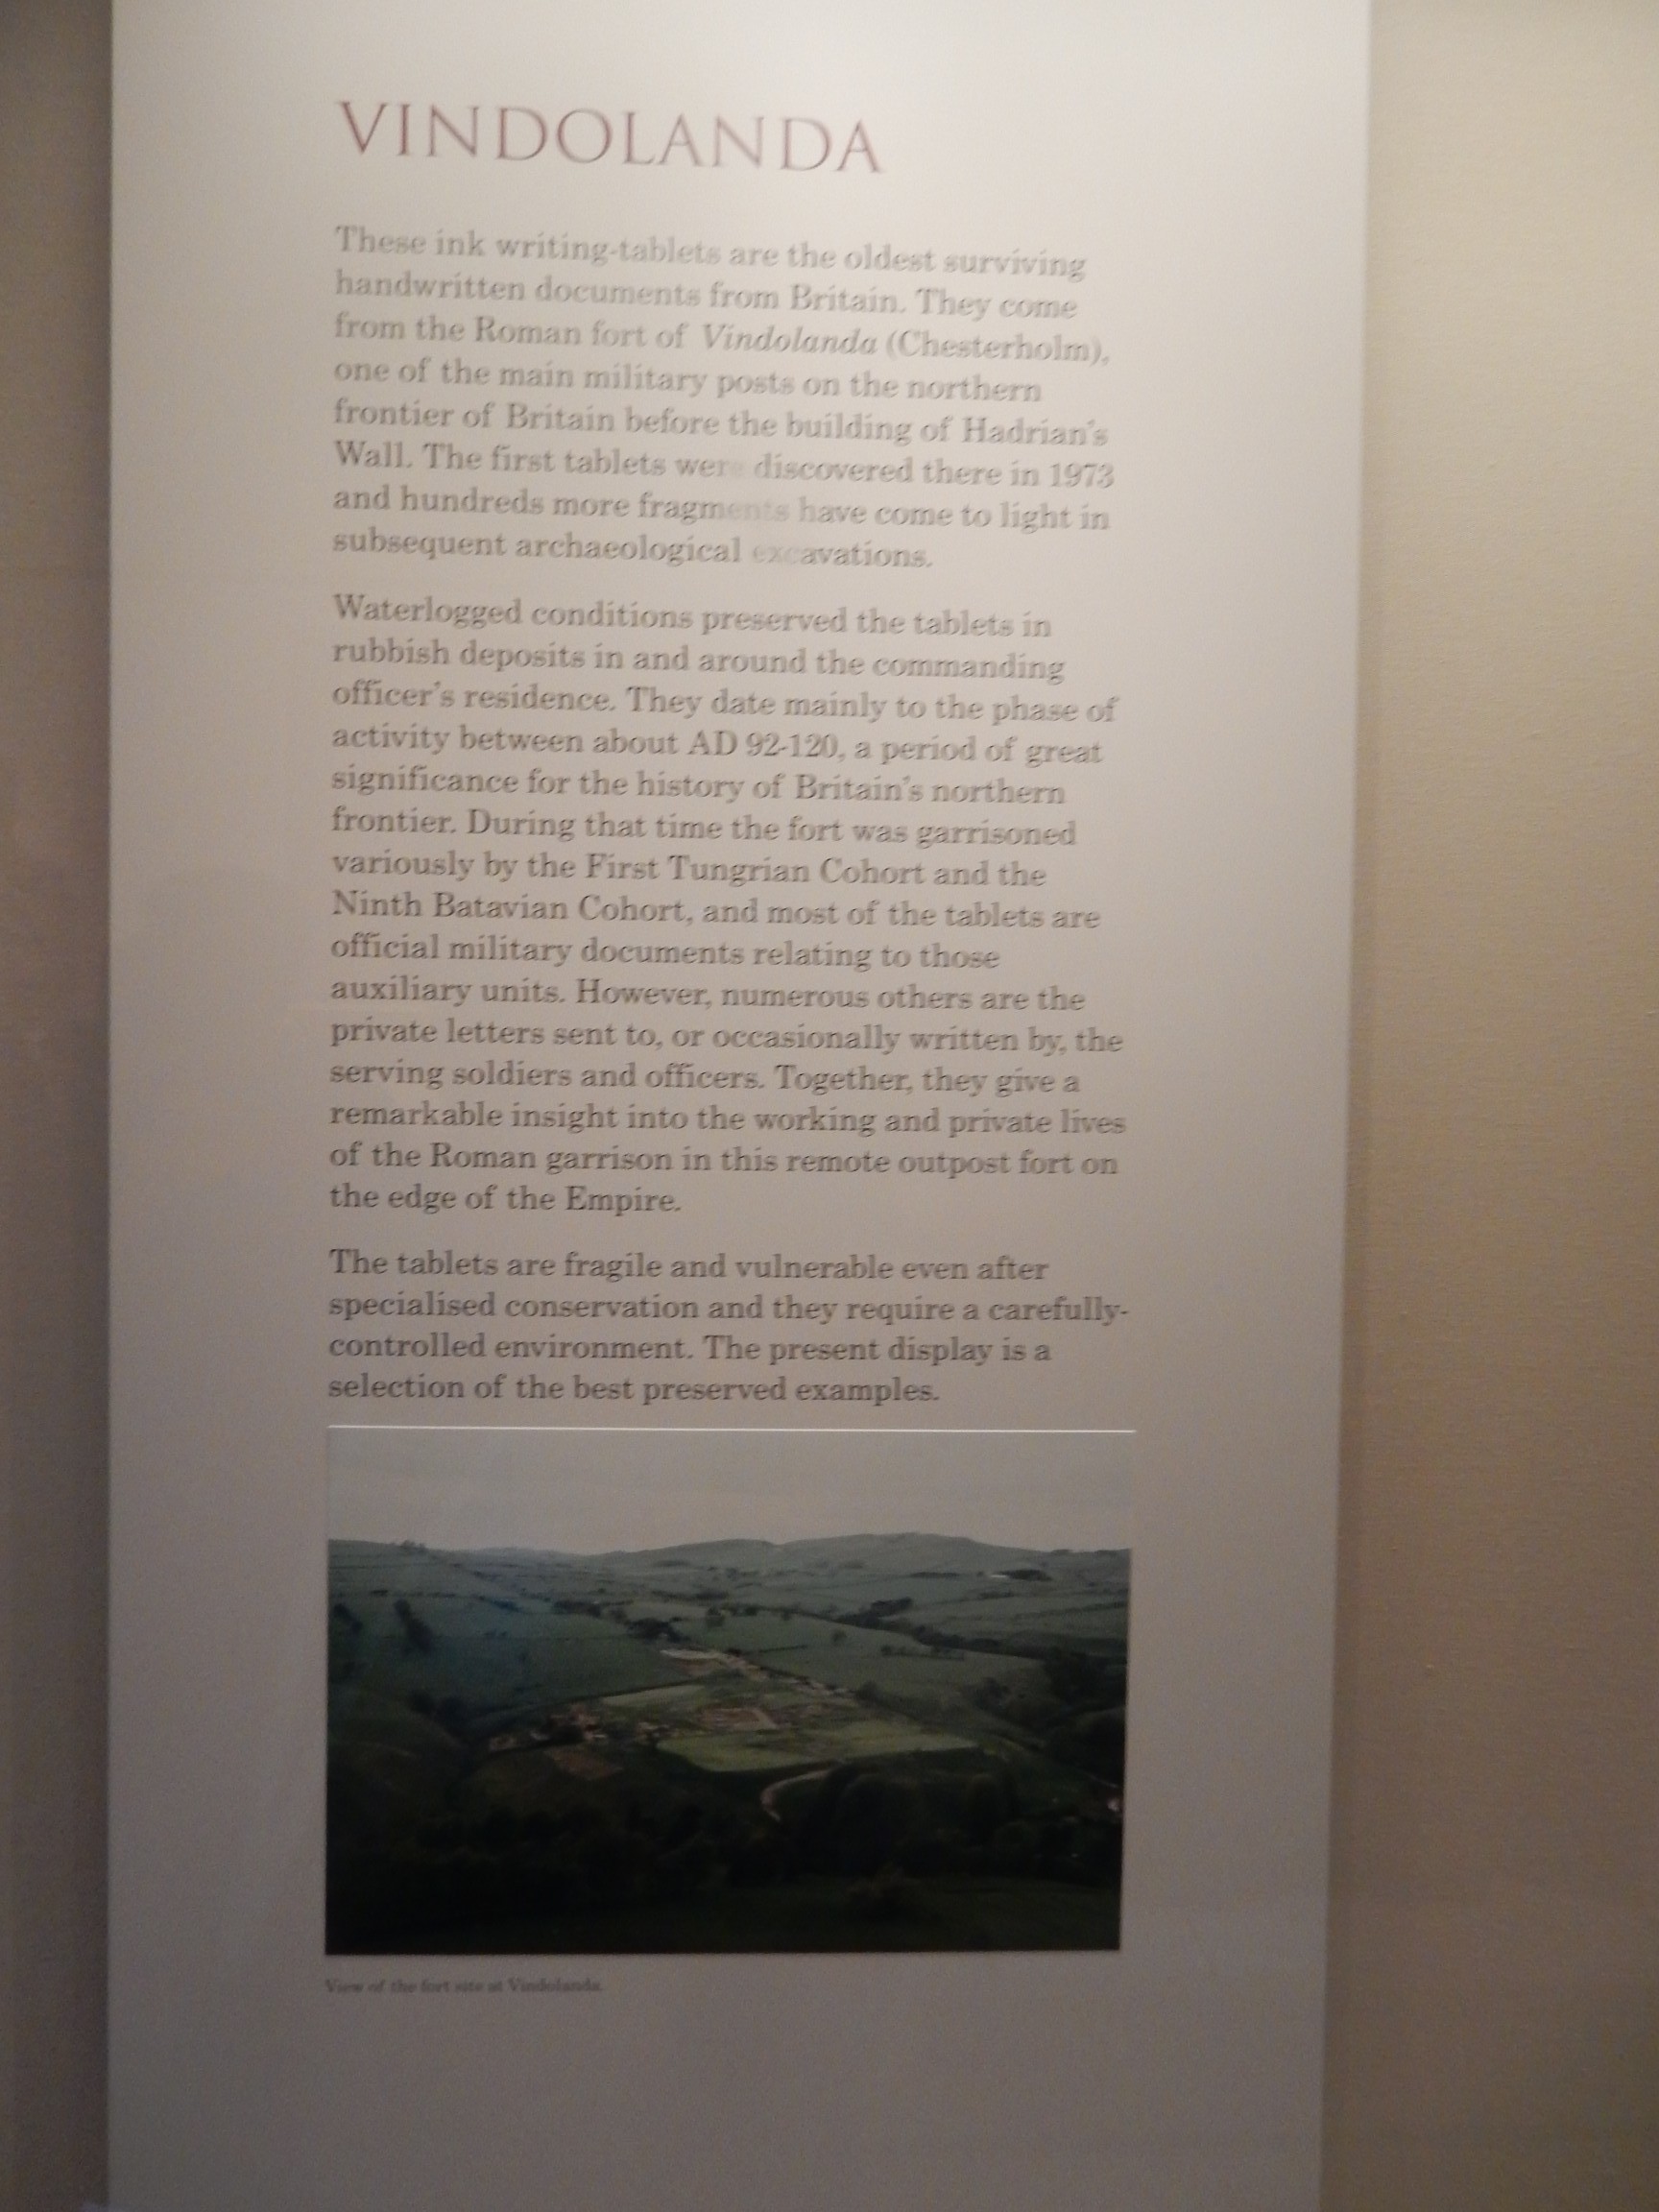 VINDOLANDA
These ink writing-tablets are the oldest surviving
handwritten documents from Britain. They come
from the Roman fort of Vindolanda (Chesterholm),
one of the main military posts on the northern
frontier of Britain before the building of Hadrian's
Wall. The first tablets were discovered there in 1973
and hundreds more fragments have come to light in
subsequent archaeological excavations.
Waterlogged conditions preserved the tablets in
rubbish deposits in and around the commanding
officer's residence. They date mainly to the phase of
activity between about AD 92-120, a period of great
significance for the history of Britain's northern
frontier. During that time the fort was garrisoned
variously by the First Tungrian Cohort and the
Ninth Batavian Cohort, and most of the tablets are
official military documents relating to those
auxiliary units. However, numerous others are the
private letters sent to, or occasionally written by, the
serving soldiers and officers. Together, they give a
remarkable insight into the working and private lives
of the Roman garrison in this remote outpost fort on
the edge of the Empire.
The tablets are fragile and vulnerable even after
specialised conservation and they require a carefully-
controlled environment. The present display is a
selection of the best preserved examples.
View of the fort site at Vindolanda.